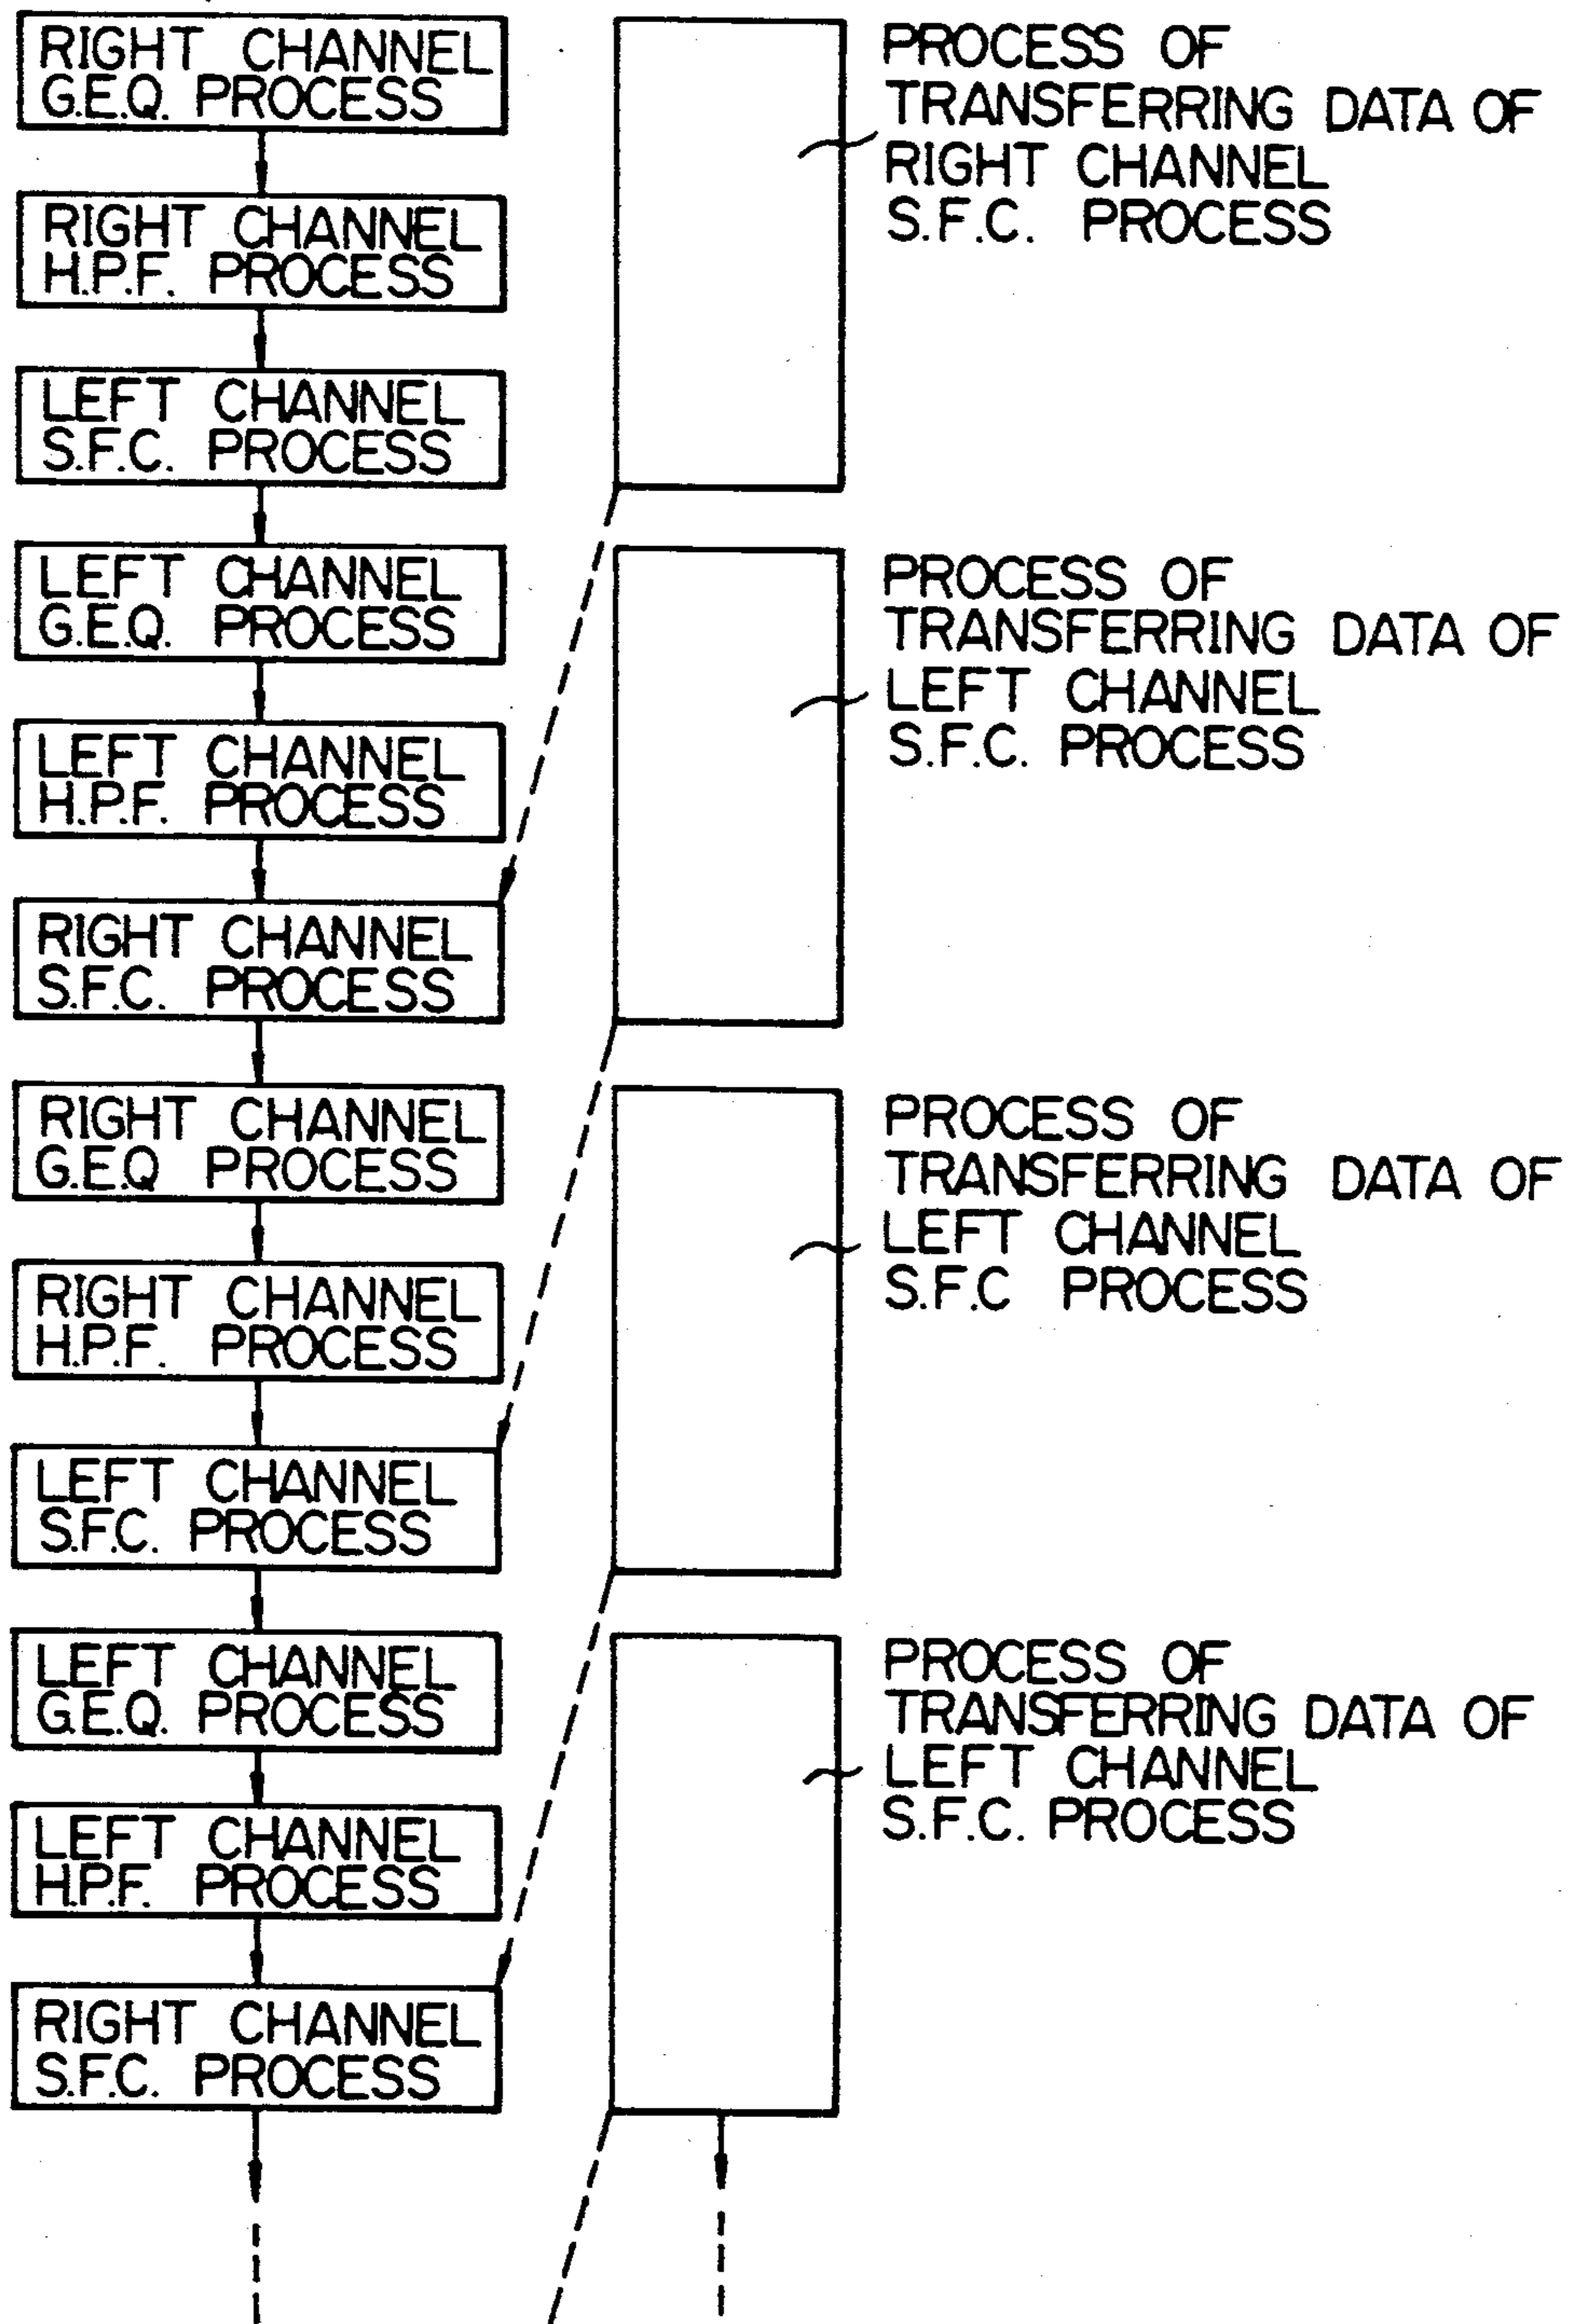 RIGHT CHANNEL
G.E.Q. PROCESS
RIGHT CHANNEL
H.P.F. PROCESS
LEFT CHANNEL
S.F.C. PROCESS
LEFT CHANNEL
G.E.Q. PROCESS
LEFT CHANNEL
H.P.F. PROCESS
RIGHT CHANNEL
S.F.C. PROCESS
RIGHT CHANNEL
G.E.Q PROCESS
RIGHT CHANNEL
H.P.F. PROCESS
LEFT CHANNEL
S.F.C. PROCESS
LEFT CHANNEL
G.E.Q. PROCESS
LEFT CHANNEL
H.P.F. PROCESS
RIGHT CHANNEL
S.F.C. PROCESS
PROCESS OF
TRANSFERRING DATA OF
RIGHT CHANNEL
S.F.C. PROCESS
PROCESS OF
TRANSFERRING DATA OF
LEFT CHANNEL
S.F.C. PROCESS
PROCESS OF
TRANSFERRING DATA OF
LEFT CHANNEL
S.F.C PROCESS
PROCESS OF
TRANSFERRING DATA OF
LEFT CHANNEL
S.F.C. PROCESS